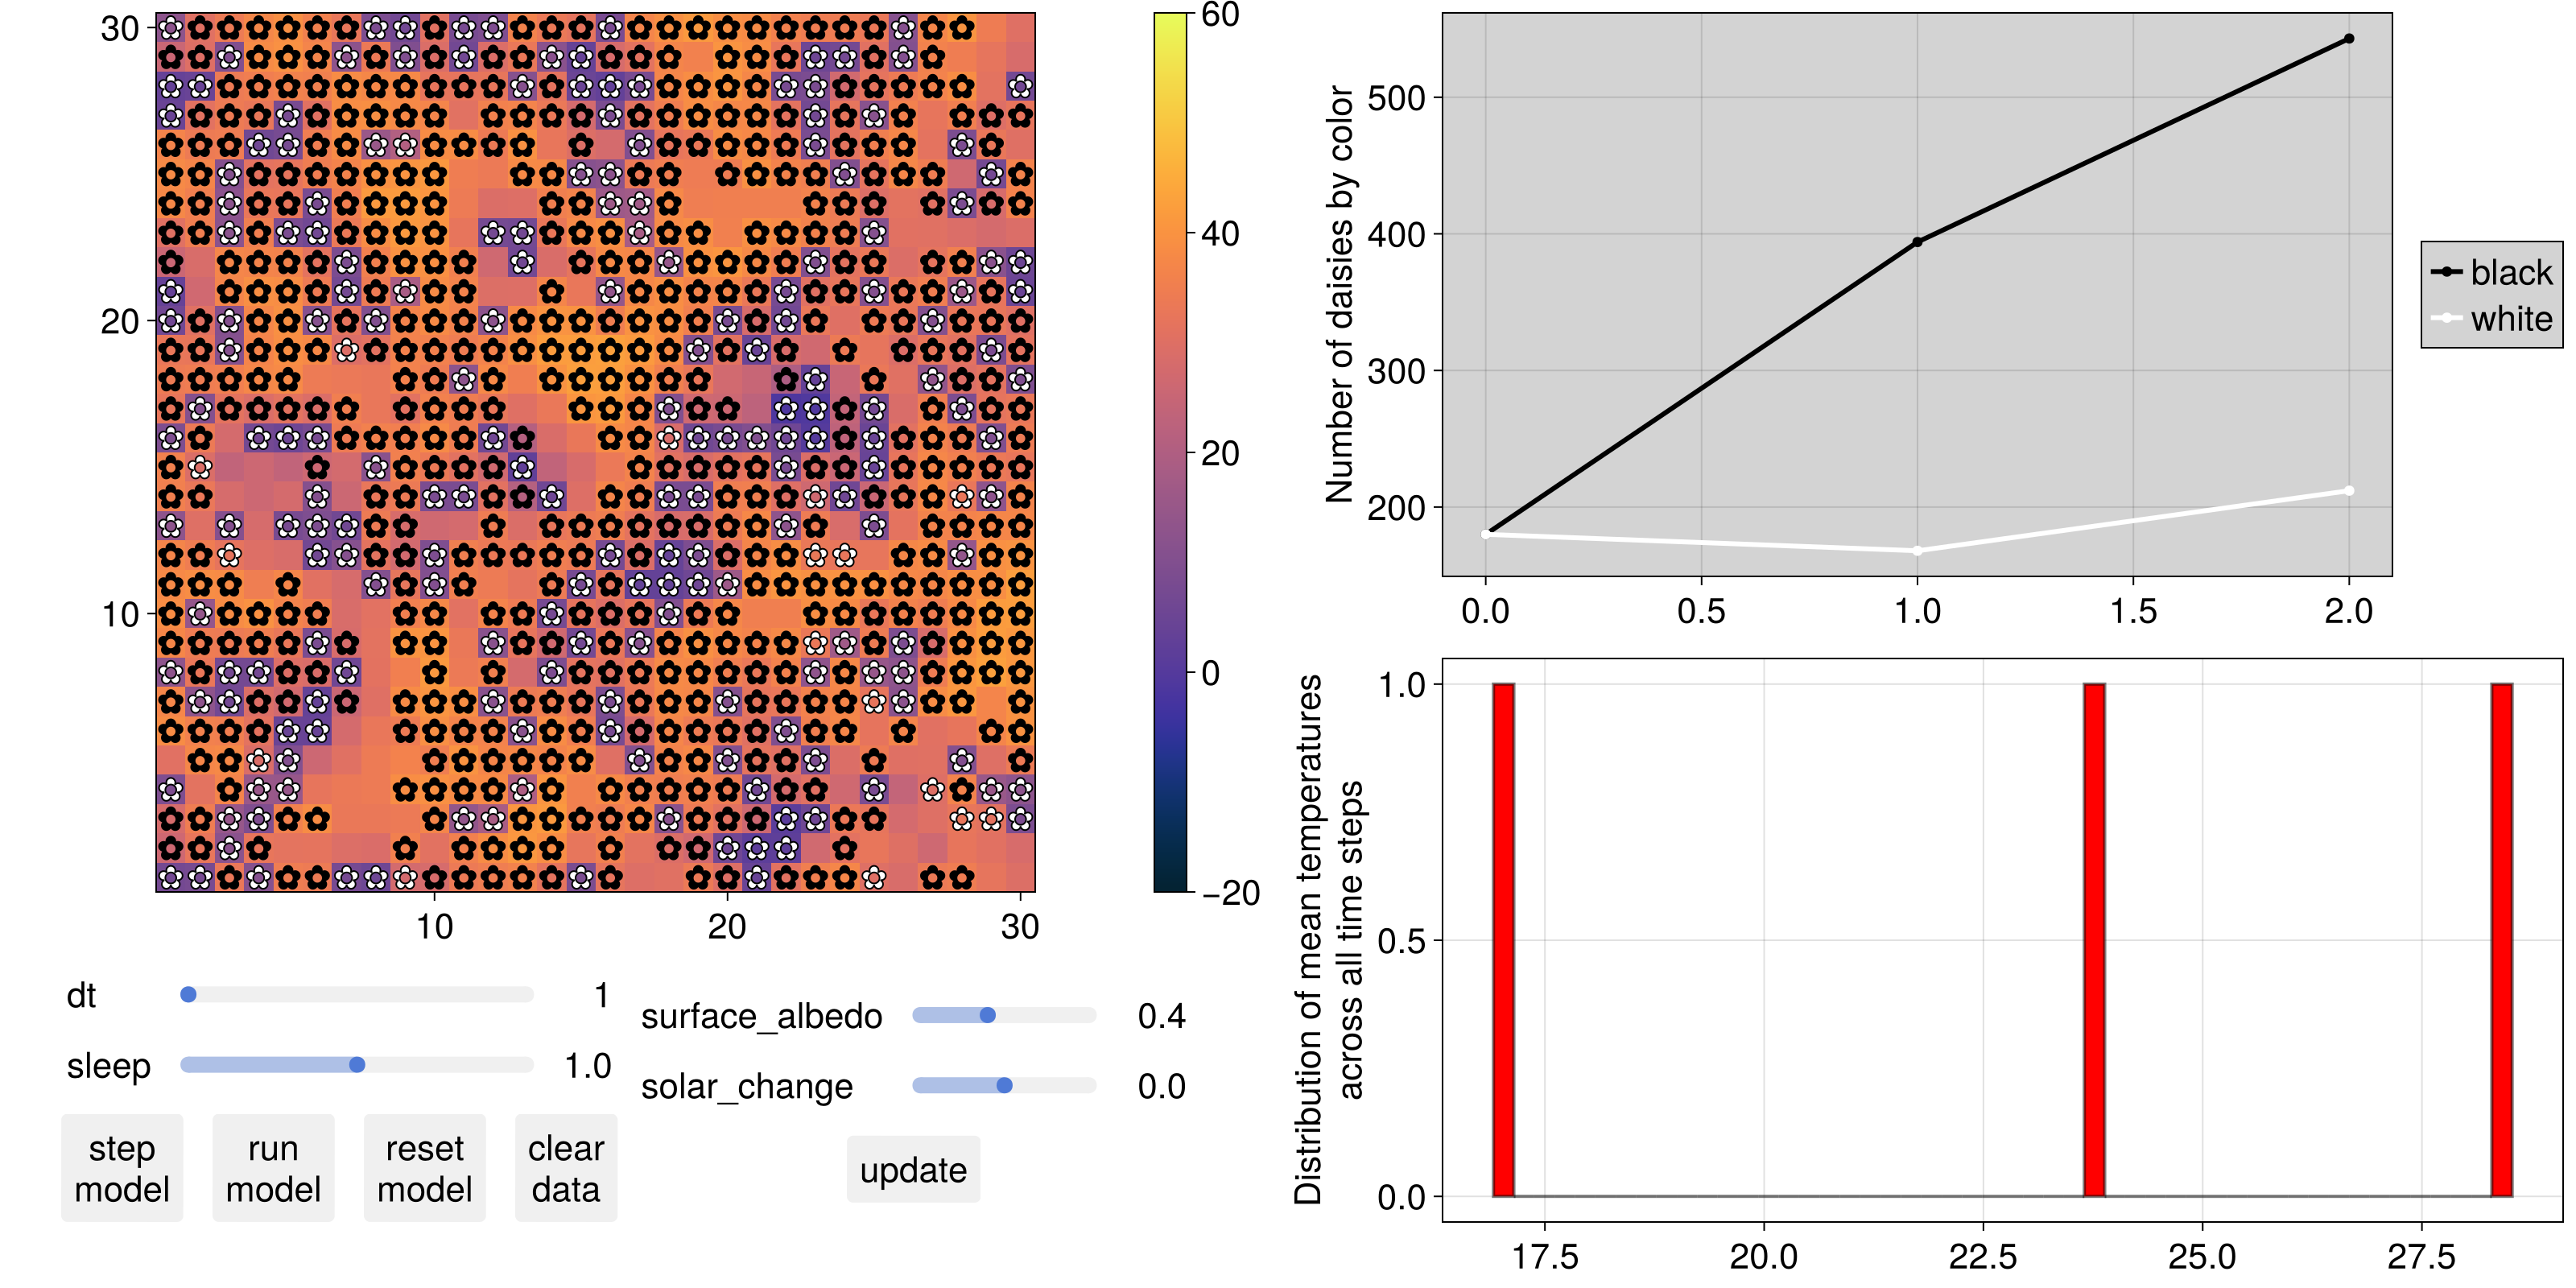 30
20
10
10
20
30
60
40
20
0
−20
Number of daisies by color
500
400
300
200
0.0
0.5
1.0
1.5
2.0
black
white
Distribution of mean temperatures
across all time steps
1.0
0.5
0.0
17.5
20.0
22.5
25.0
27.5
dt
1
sleep
1.0
surface_albedo
0.4
solar_change
0.0
step
model
run
model
reset
model
clear
data
update